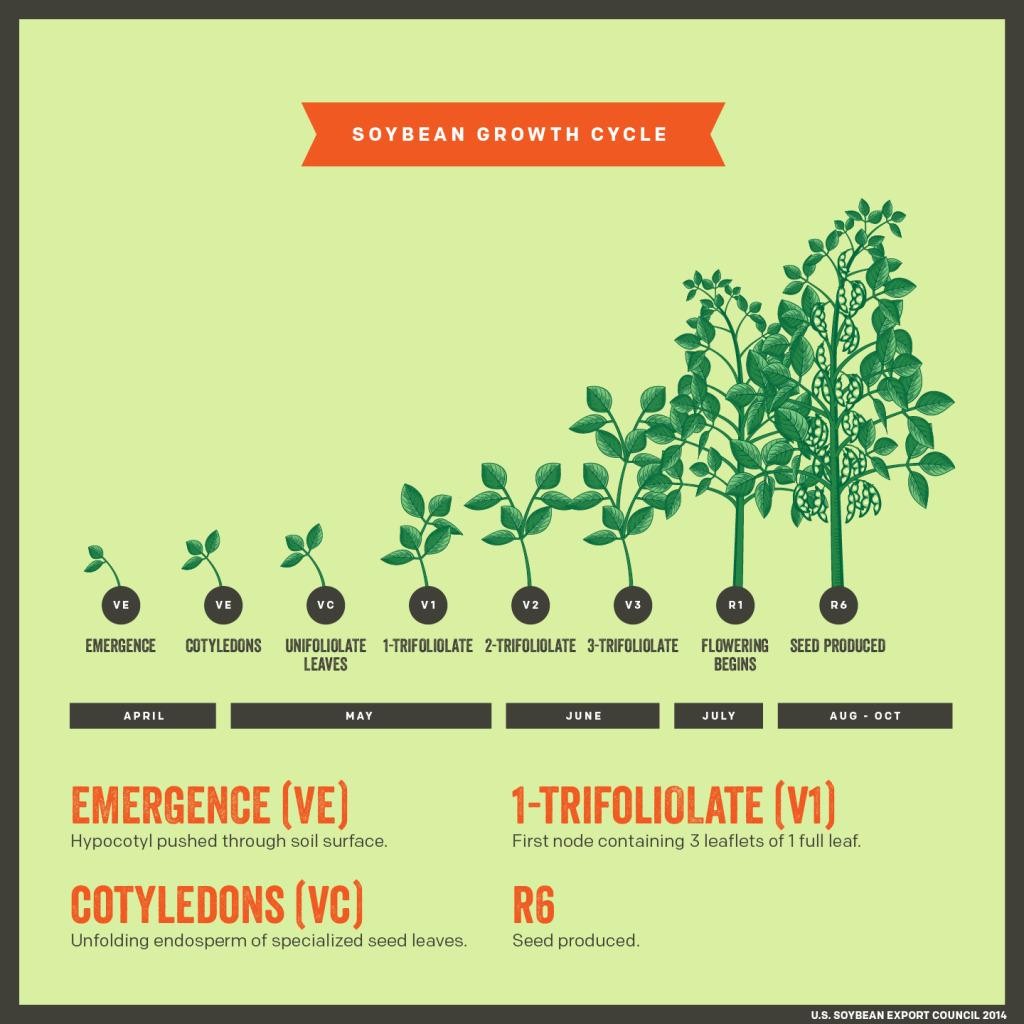 SOYBEAN GROWTH CYCLE
VE VE VC V1 V2 V3 R1 R6
EMERGENCE COTYLEDONS UNIFOLIOLATE 1-TRIFOLIOLATE 2-TRIFOLIOLATE 3-TRIFOLIOLATE FLOWERING SEED PRODUCED
LEAVES BEGINS
APRIL MAY JUNE JULY AUG - OCT
EMERGENCE (VE)
Hypocotyl pushed through soil surface.
1-TRIFOLIOLATE (V1)
First node containing 3 leaflets of 1 full leaf.
COTYLEDONS (VC)
Unfolding endosperm of specialized seed leaves.
R6
Seed produced.
U.S. SOYBEAN EXPORT COUNCIL 2014